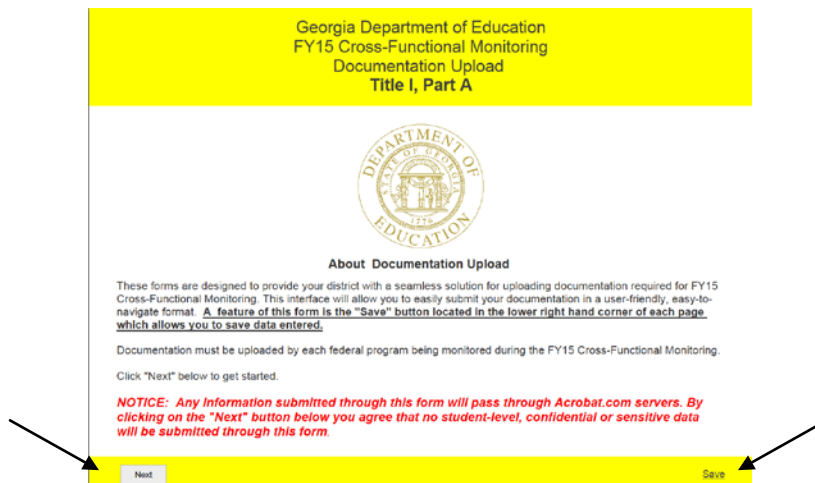 Georgia Department of Education
FY15 Cross-Functional Monitoring
Documentation Upload
Title I, Part A
DEPARTMENT OF
EDUCATION
STATE OF GEORGIA
1776
About Documentation Upload
These forms are designed to provide your district with a seamless solution for uploading documentation required for FY15
Cross-Functional Monitoring. This interface will allow you to easily submit your documentation in a user-friendly, easy-to-
navigate format. A feature of this form is the "Save" button located in the lower right hand corner of each page
which allows you to save data entered.
Documentation must be uploaded by each federal program being monitored during the FY15 Cross-Functional Monitoring.
Click "Next" below to get started.
NOTICE: Any Information submitted through this form will pass through Acrobat.com servers. By
clicking on the "Next" button below you agree that no student-level, confidential or sensitive data
will be submitted through this form.
Next
Save